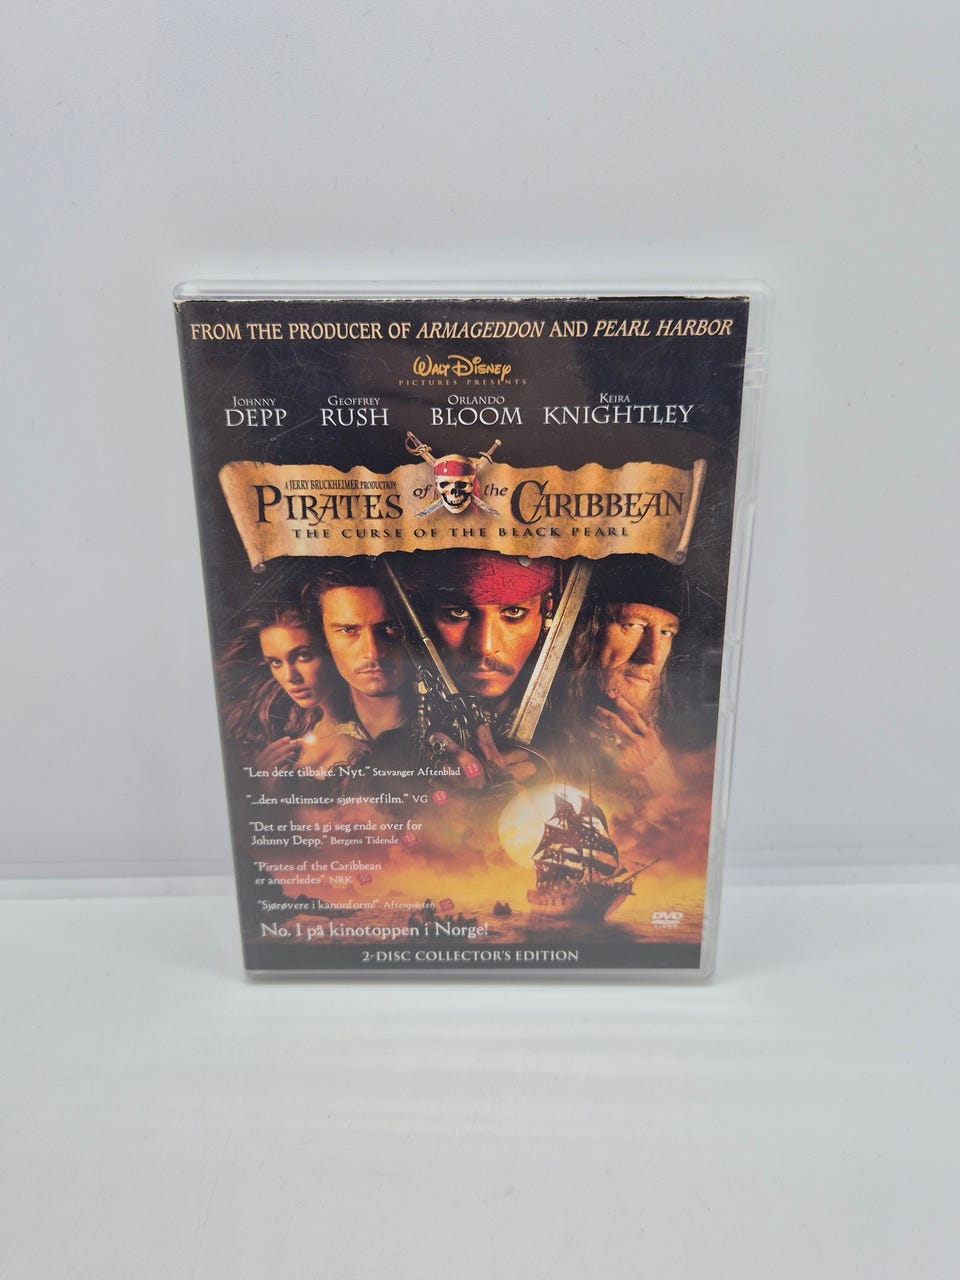 FROM THE PRODUCER OF ARMAGEDDON AND PEARL HARBOR
WALT DISNEY
PICTURES PRESENTS
JOHNNY DEPP
GEOFFREY RUSH
ORLANDO BLOOM
KEIRA KNIGHTLEY
A JERRY BRUCKHEIMER PRODUCTION
PIRATES of the CARIBBEAN
THE CURSE OF THE BLACK PEARL
"Len dere tilbake. Nyt." Stavanger Aftenblad
"...den «ultimate» sjørøverfilm." VG
"Det er bare å gi seg ende over for
Johnny Depp." Bergens Tidende
"Pirates of the Caribbean
er annerledes" NRK
"Sjørøvere i kanonform!" Aftenposten
No. 1 på kinotoppen i Norge!
DVD
VIDEO
2-DISC COLLECTOR'S EDITION